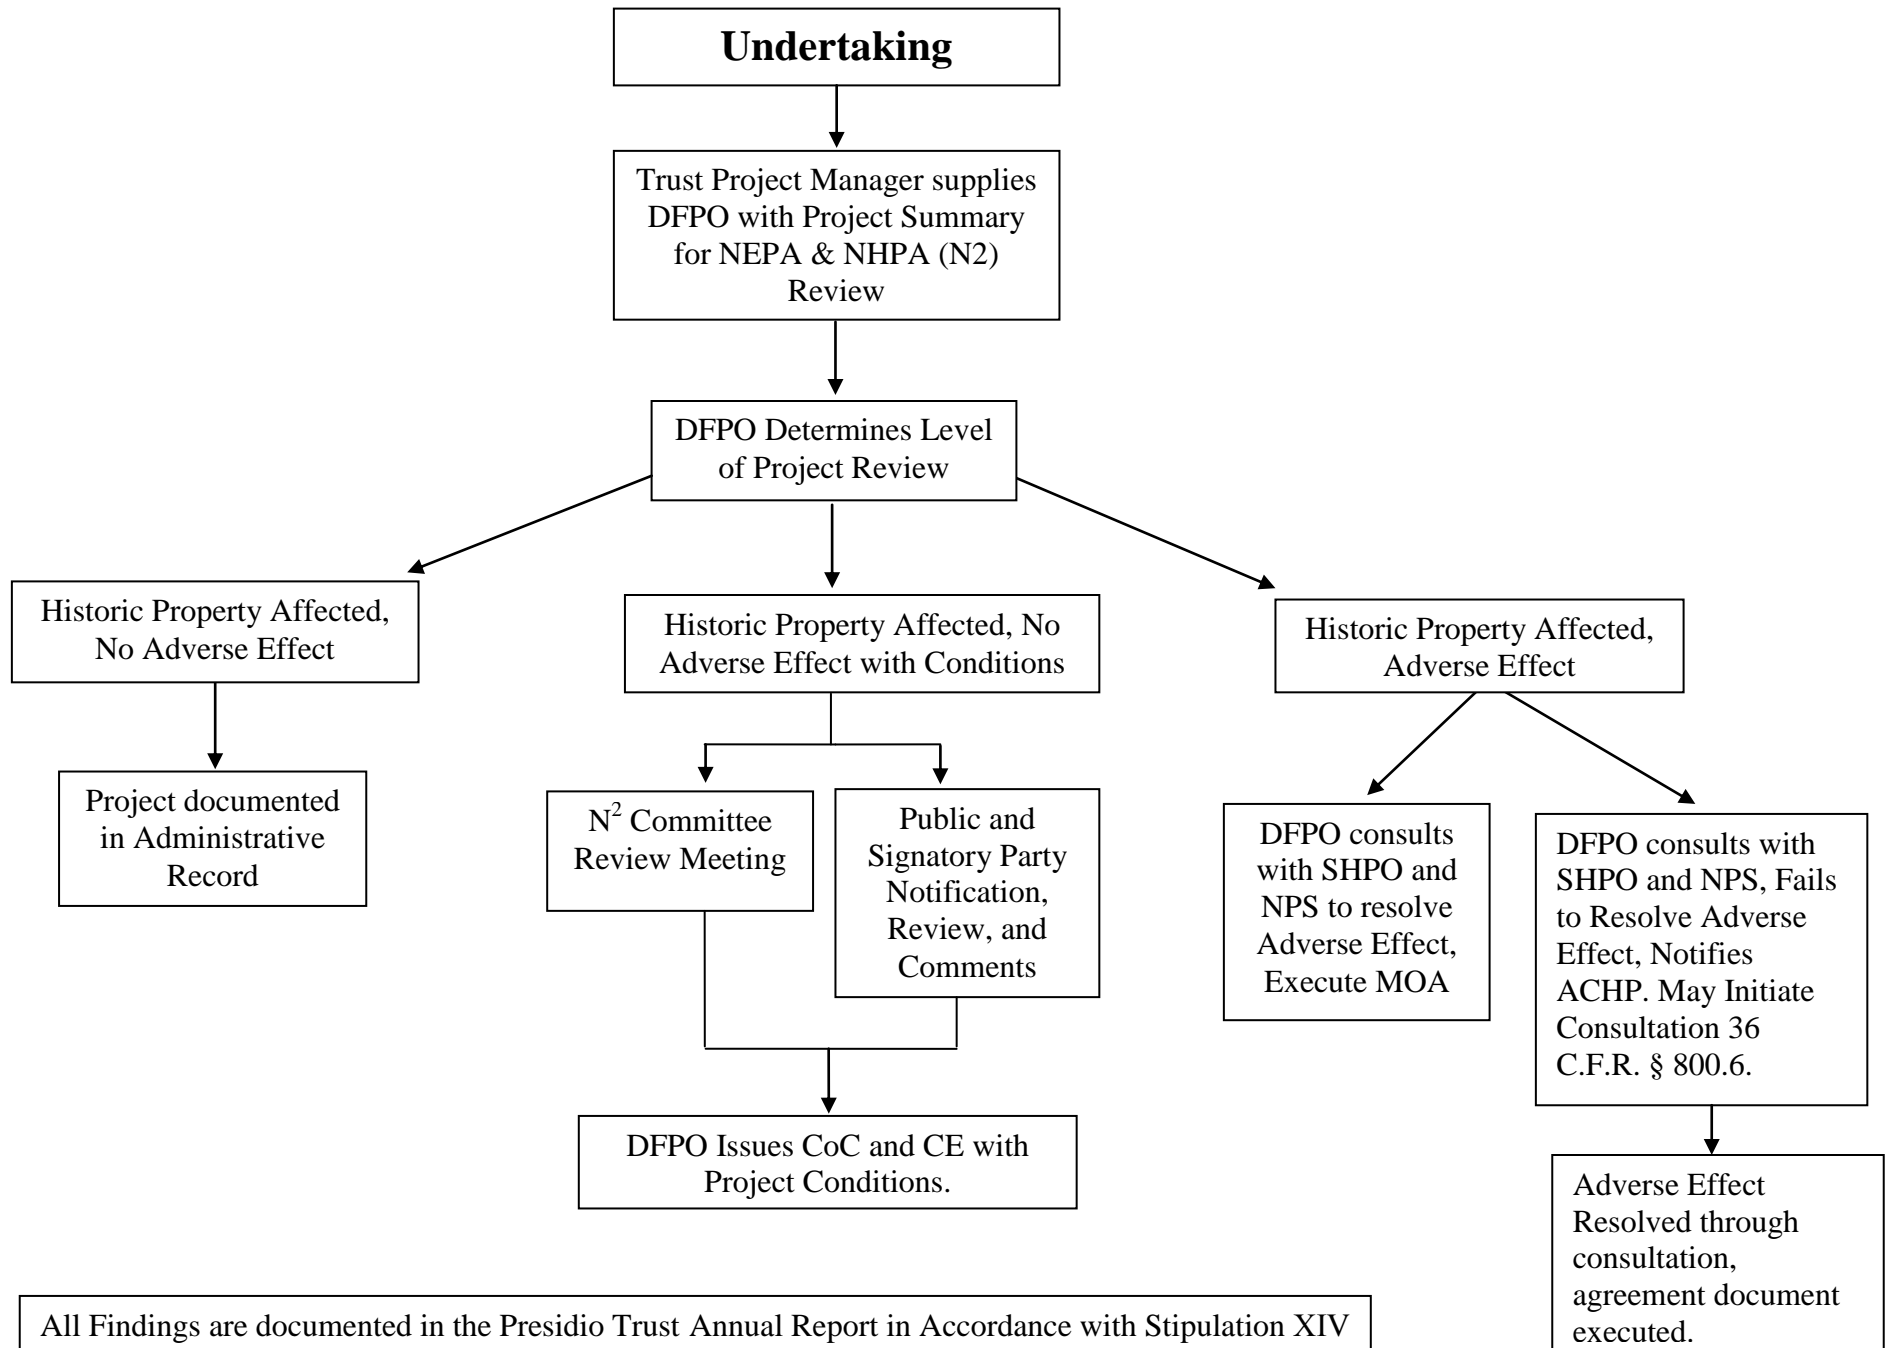 Undertaking
Trust Project Manager supplies
DFPO with Project Summary
for NEPA & NHPA (N2)
Review
DFPO Determines Level
of Project Review
Historic Property Affected,
No Adverse Effect
Historic Property Affected, No
Adverse Effect with Conditions
Historic Property Affected,
Adverse Effect
Project documented
in Administrative
Record
N² Committee
Review Meeting
Public and
Signatory Party
Notification,
Review, and
Comments
DFPO consults
with SHPO and
NPS to resolve
Adverse Effect,
Execute MOA
DFPO consults with
SHPO and NPS, Fails
to Resolve Adverse
Effect, Notifies
ACHP. May Initiate
Consultation 36
C.F.R. § 800.6.
DFPO Issues CoC and CE with
Project Conditions.
Adverse Effect
Resolved through
consultation,
agreement document
executed.
All Findings are documented in the Presidio Trust Annual Report in Accordance with Stipulation XIV